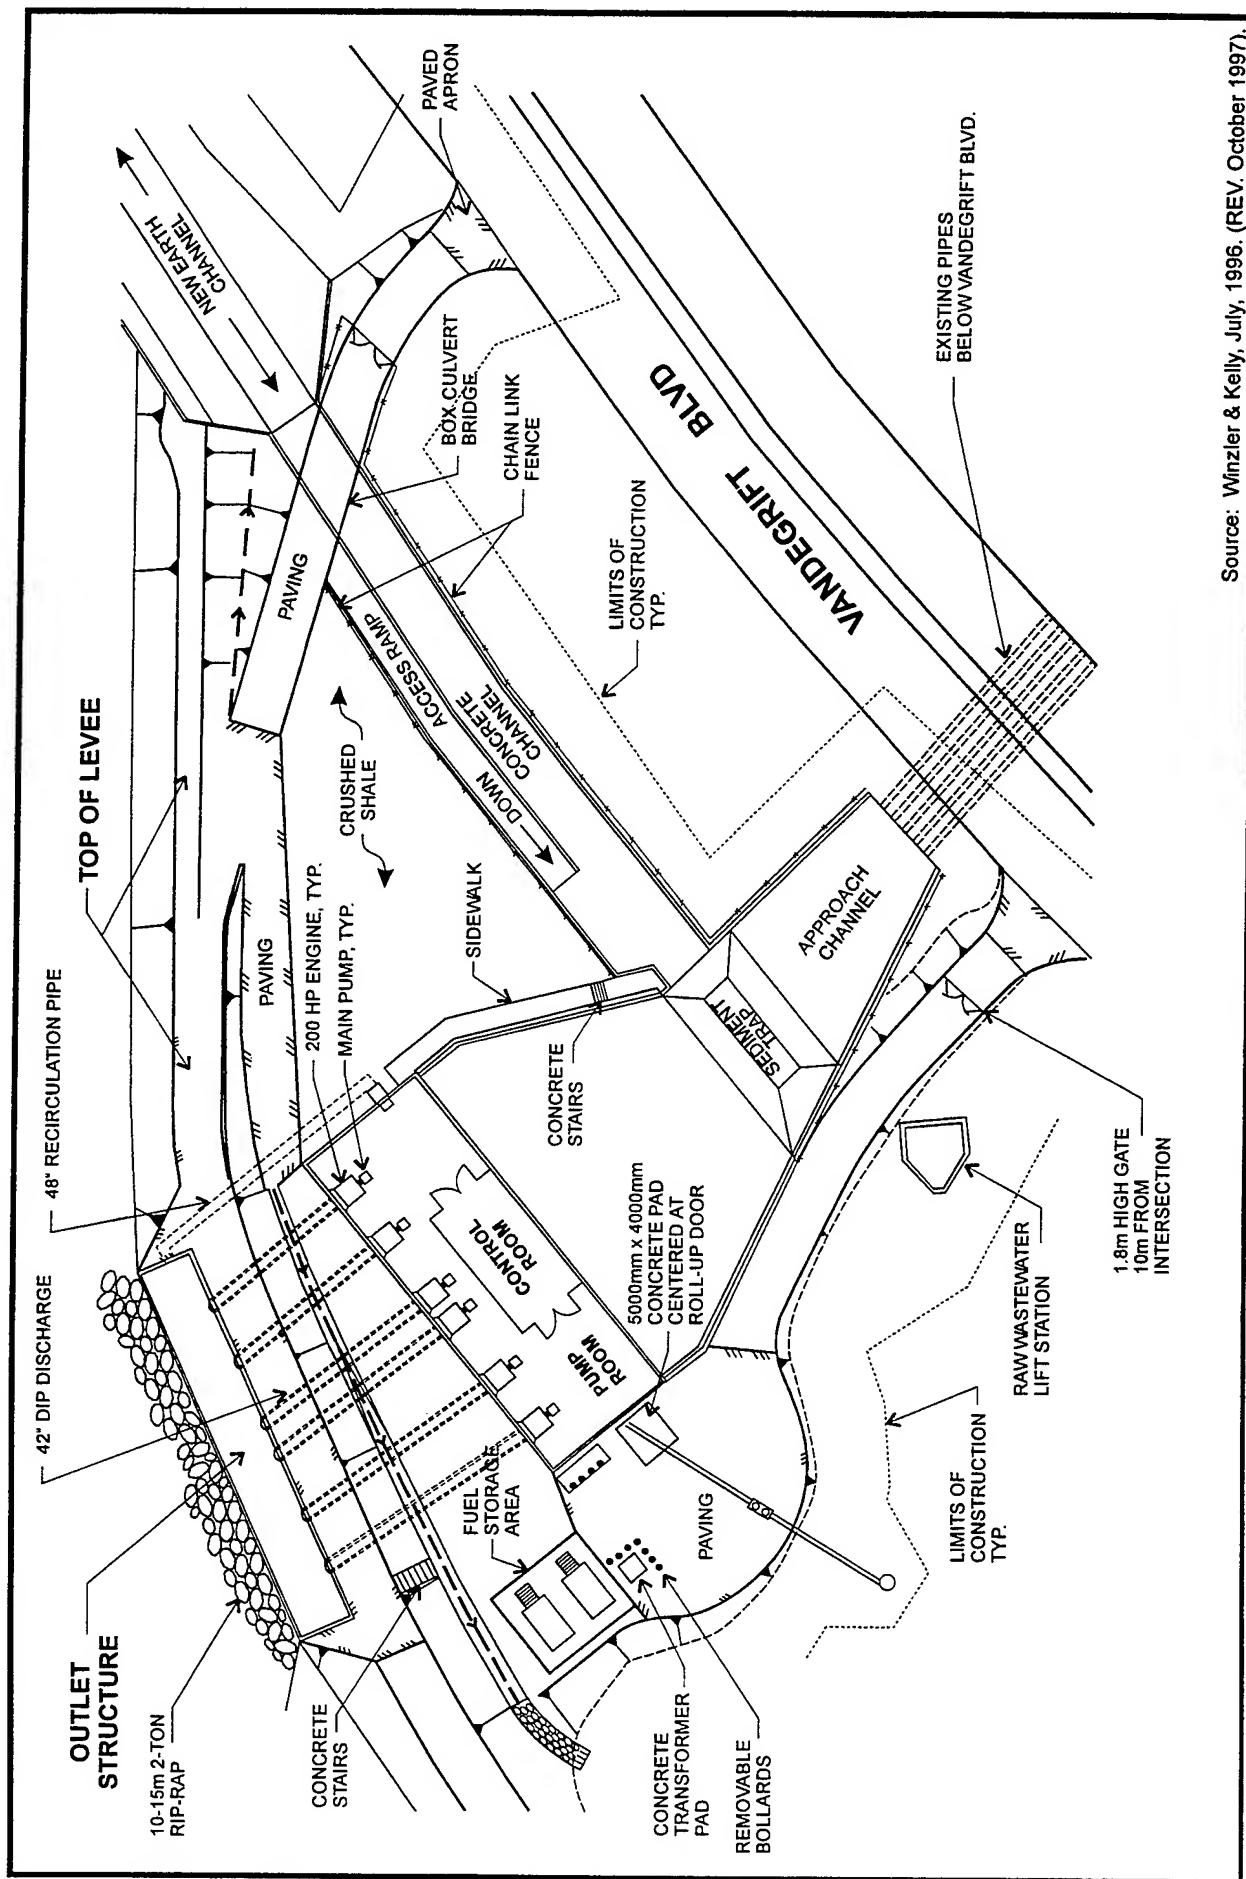 OUTLET
STRUCTURE
10-15m 2-TON
RIP-RAP
42" DIP DISCHARGE
48" RECIRCULATION PIPE
TOP OF LEVEE
NEW EARTH
CHANNEL
PAVED
APRON
CONCRETE
STAIRS
PAVING
200 HP ENGINE, TYP.
MAIN PUMP, TYP.
CRUSHED
SHALE
PAVING
BOX CULVERT
BRIDGE
CHAIN LINK
FENCE
ACCESS RAMP
DOWN
CONCRETE
CHANNEL
SIDEWALK
FUEL
STORAGE
AREA
CONTROL
ROOM
PUMP
ROOM
CONCRETE
STAIRS
LIMITS OF
CONSTRUCTION
TYP.
VANDEGRIFT BLVD
5000mm x 4000mm
CONCRETE PAD
CENTERED AT
ROLL-UP DOOR
SEDIMENT
TRAP
APPROACH
CHANNEL
CONCRETE
TRANSFORMER
PAD
REMOVABLE
BOLLARDS
PAVING
LIMITS OF
CONSTRUCTION
TYP.
RAW WASTEWATER
LIFT STATION
1.8m HIGH GATE
10m FROM
INTERSECTION
EXISTING PIPES
BELOW VANDEGRIFT BLVD.
Source: Winzler & Kelly, July, 1996. (REV. October 1997).